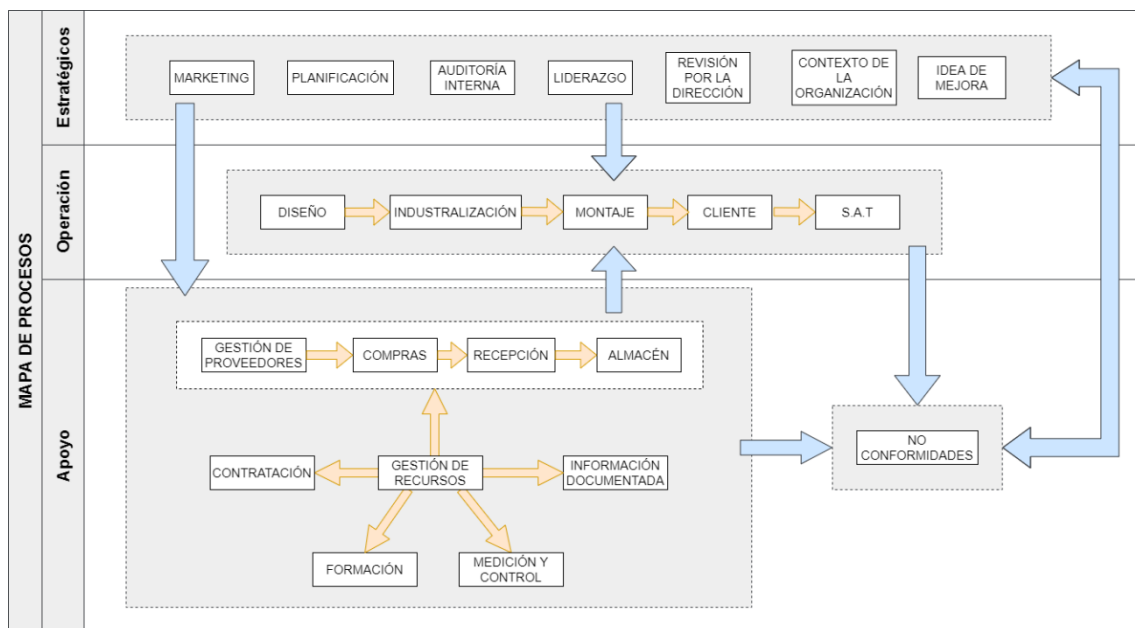 MAPA DE PROCESOS
Estratégicos
MARKETING
PLANIFICACIÓN
AUDITORÍA
INTERNA
LIDERAZGO
REVISIÓN
POR LA
DIRECCIÓN
CONTEXTO DE
LA
ORGANIZACIÓN
IDEA DE
MEJORA
Operación
DISEÑO
INDUSTRALIZACIÓN
MONTAJE
CLIENTE
S.A.T
Apoyo
GESTIÓN DE
PROVEEDORES
COMPRAS
RECEPCIÓN
ALMACÉN
CONTRATACIÓN
GESTIÓN DE
RECURSOS
INFORMACIÓN
DOCUMENTADA
FORMACIÓN
MEDICIÓN Y
CONTROL
NO
CONFORMIDADES